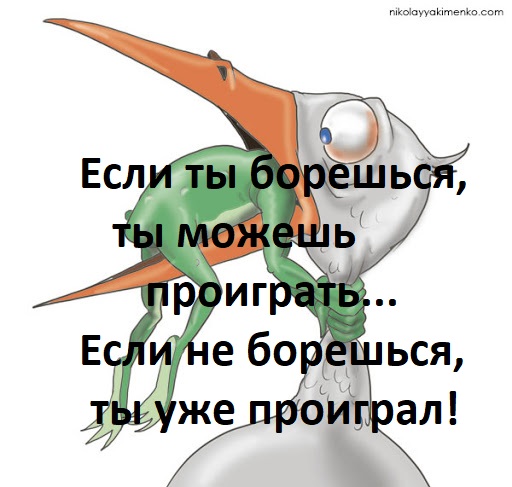 nikolayyakimenko.com
Если ты борешься,
ты можешь
проиграть...
Если не борешься,
ты уже проиграл!